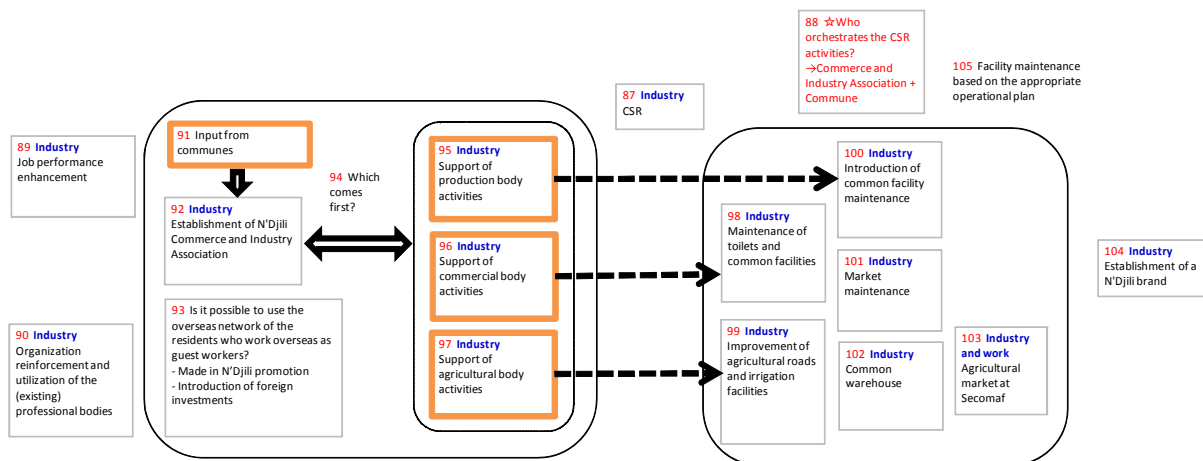 88 ☆Who
orchestrates the CSR
activities?
→Commerce and
Industry Association +
Commune
105 Facility maintenance
based on the appropriate
operational plan
87 Industry
CSR
89 Industry
Job performance
enhancement
90 Industry
Organization
reinforcement and
utilization of the
(existing)
professional bodies
91 Input from
communes
92 Industry
Establishment of N'Djili
Commerce and Industry
Association
93 Is it possible to use the
overseas network of the
residents who work overseas as
guest workers?
- Made in N'Djili promotion
- Introduction of foreign
investments
94 Which
comes
first?
95 Industry
Support of
production body
activities
96 Industry
Support of
commercial body
activities
97 Industry
Support of
agricultural body
activities
98 Industry
Maintenance of
toilets and
common facilities
99 Industry
Improvement of
agricultural roads
and irrigation
facilities
100 Industry
Introduction of
common facility
maintenance
101 Industry
Market
maintenance
102 Industry
Common
warehouse
103 Industry
and work
Agricultural
market at
Secomaf
104 Industry
Establishment of a
N'Djili brand